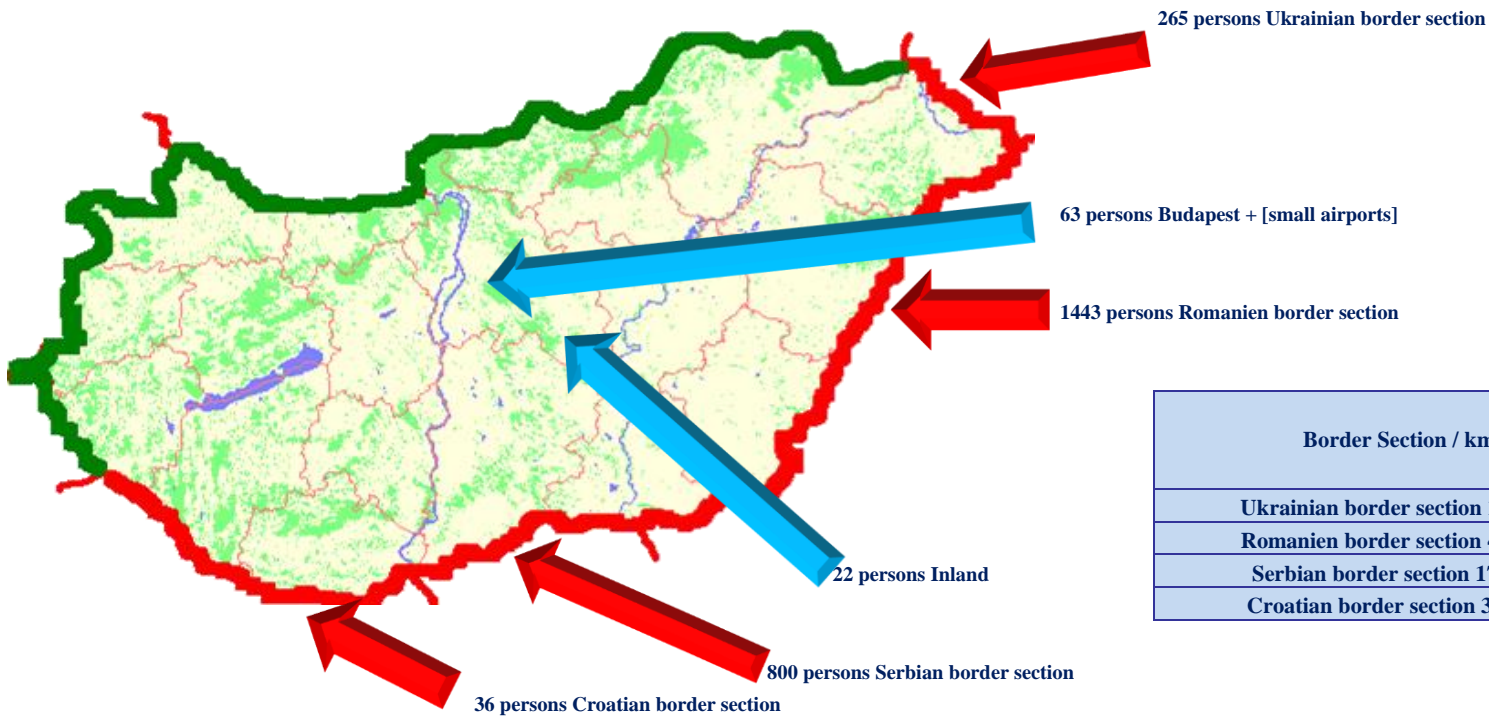 265 persons Ukrainian border section
63 persons Budapest + [small airports]
1443 persons Romanien border section
Border Section / km
Ukrainian border section
Romanien border section
Serbian border section 17
Croatian border section 3
22 persons Inland
800 persons Serbian border section
36 persons Croatian border section